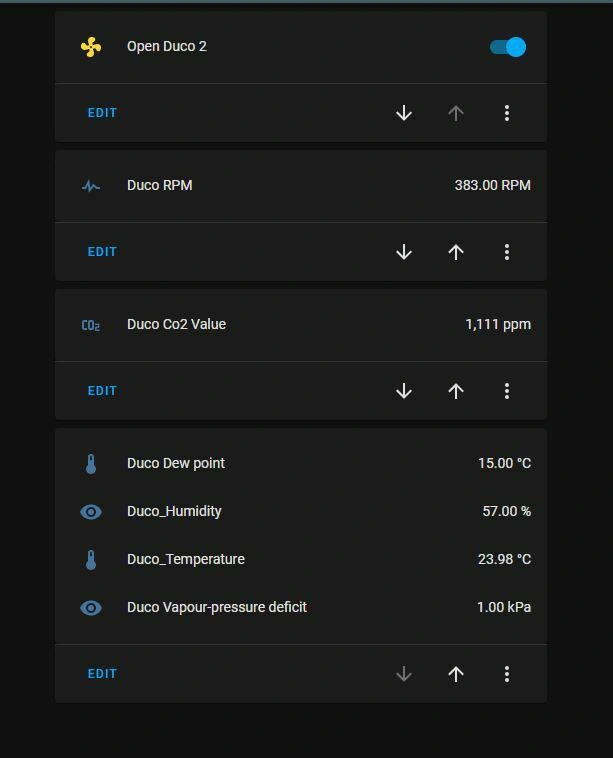 Open Duco 2
EDIT
Duco RPM 383.00 RPM
EDIT
CO2 Duco Co2 Value 1,111 ppm
EDIT
Duco Dew point 15.00 °C
Duco_Humidity 57.00 %
Duco_Temperature 23.98 °C
Duco Vapour-pressure deficit 1.00 kPa
EDIT